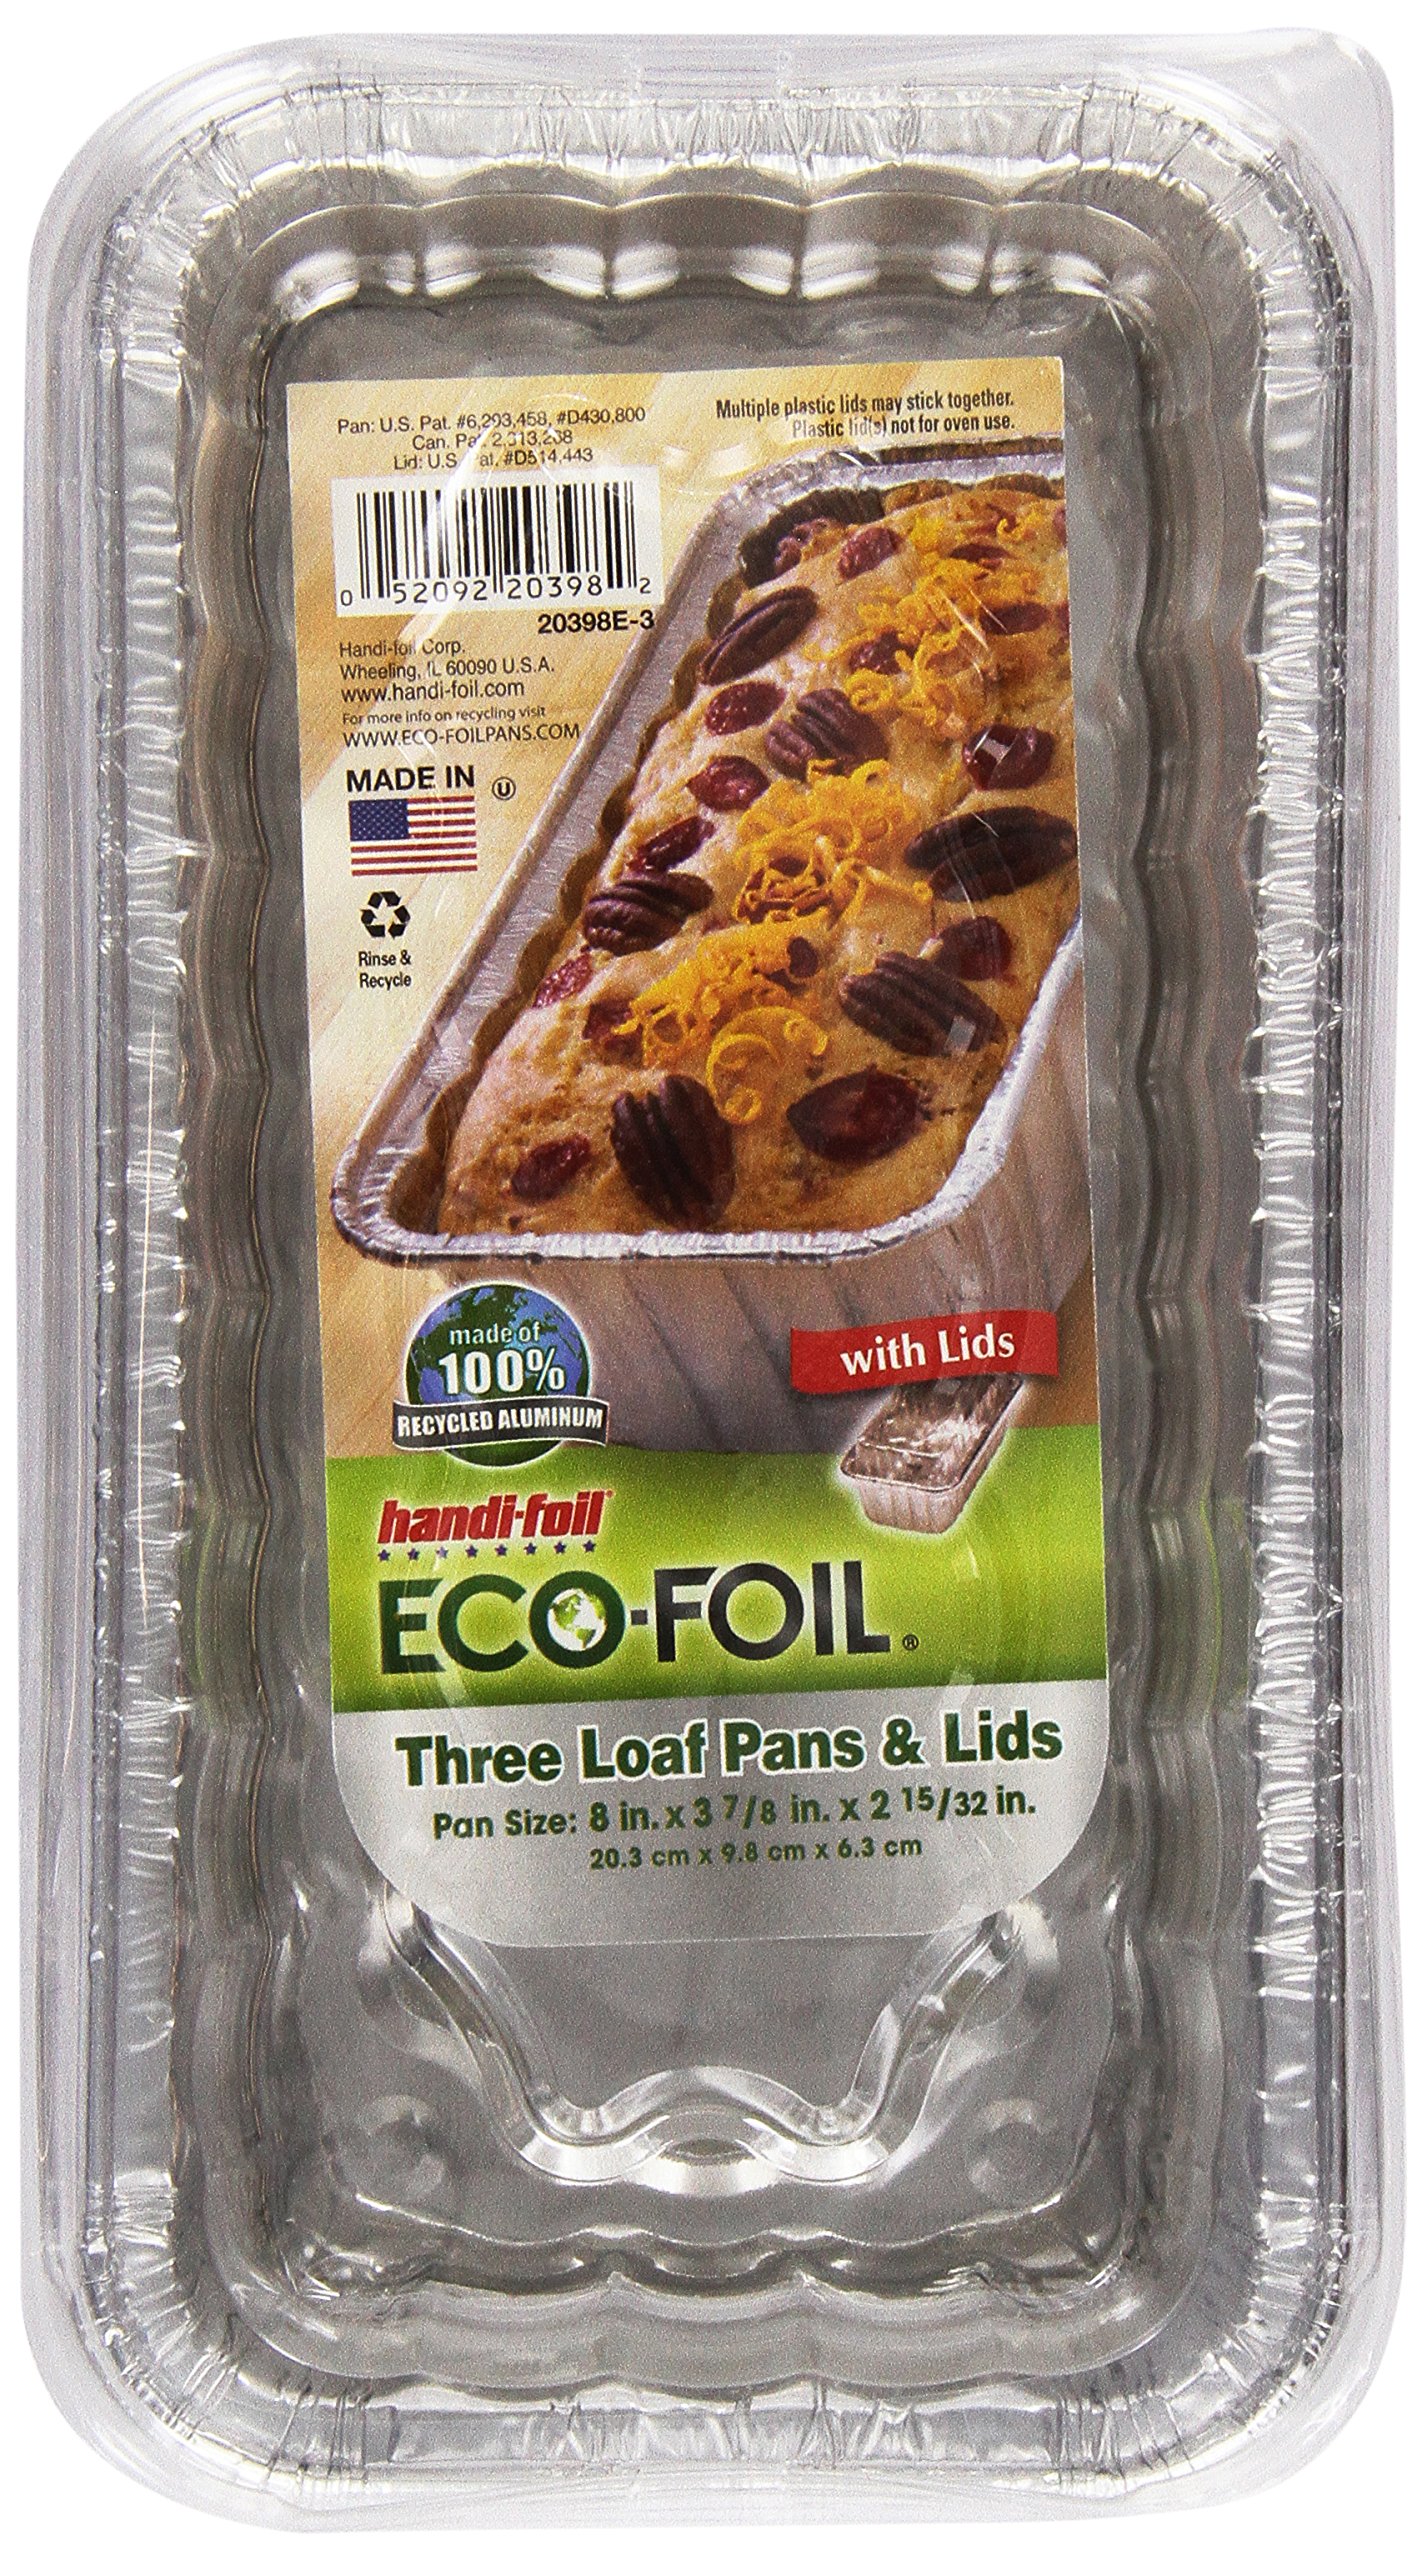 Pan: U.S. Pat. #6,293,458, #D430,800
Can. Pat. 2,313,238
Lid: U.S. Pat. #D514,443
Multiple plastic lids may stick together.
Plastic lid(s) not for oven use.
0 52092 20398 2
20398E-3
Handi-foil Corp.
Wheeling, IL 60090 U.S.A.
www.handi-foil.com
For more info on recycling visit
WWW.ECO-FOILPANS.COM
MADE IN
U
Rinse &
Recycle
made of
100%
RECYCLED ALUMINUM
with Lids
handi-foil®
ECO-FOIL®
Three Loaf Pans & Lids
Pan Size: 8 in. x 3 7/8 in. x 2 15/32 in.
20.3 cm x 9.8 cm x 6.3 cm